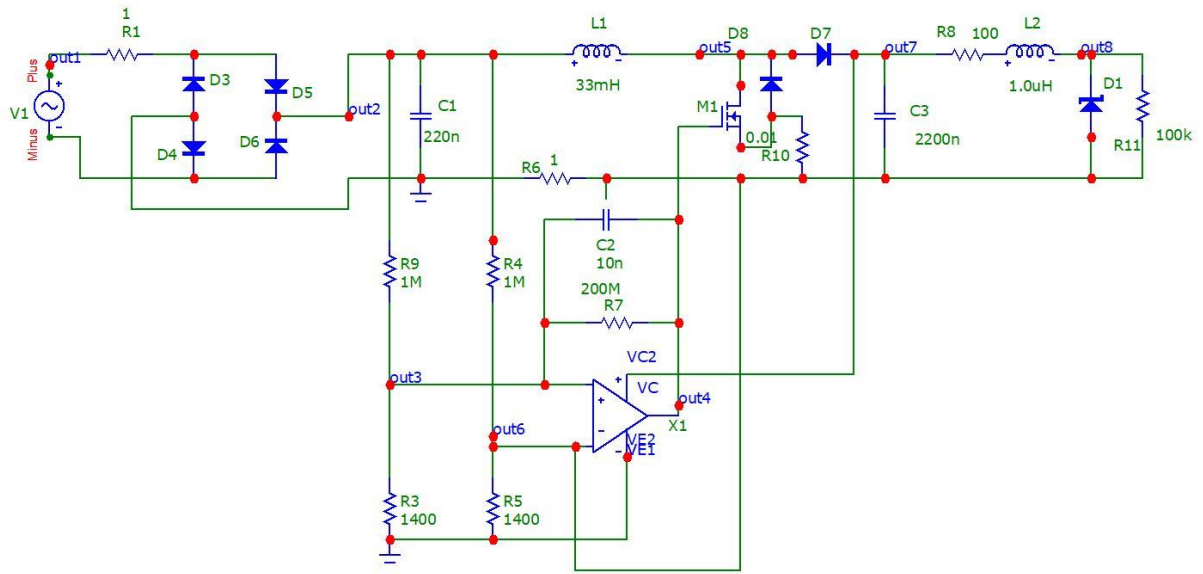 1
R1
out1
Plus
V1
Minus
D3
D5
D4
D6
out2
C1
220n
L1
33mH
out5
D8
D7
M1
0.01
R10
out7
R8
100
L2
1.0uH
out8
D1
R11
100k
C3
2200n
R6
1
C2
10n
200M
R7
R9
1M
R4
1M
out3
out6
VC2
VC
out4
X1
VE2
VE1
R3
1400
R5
1400